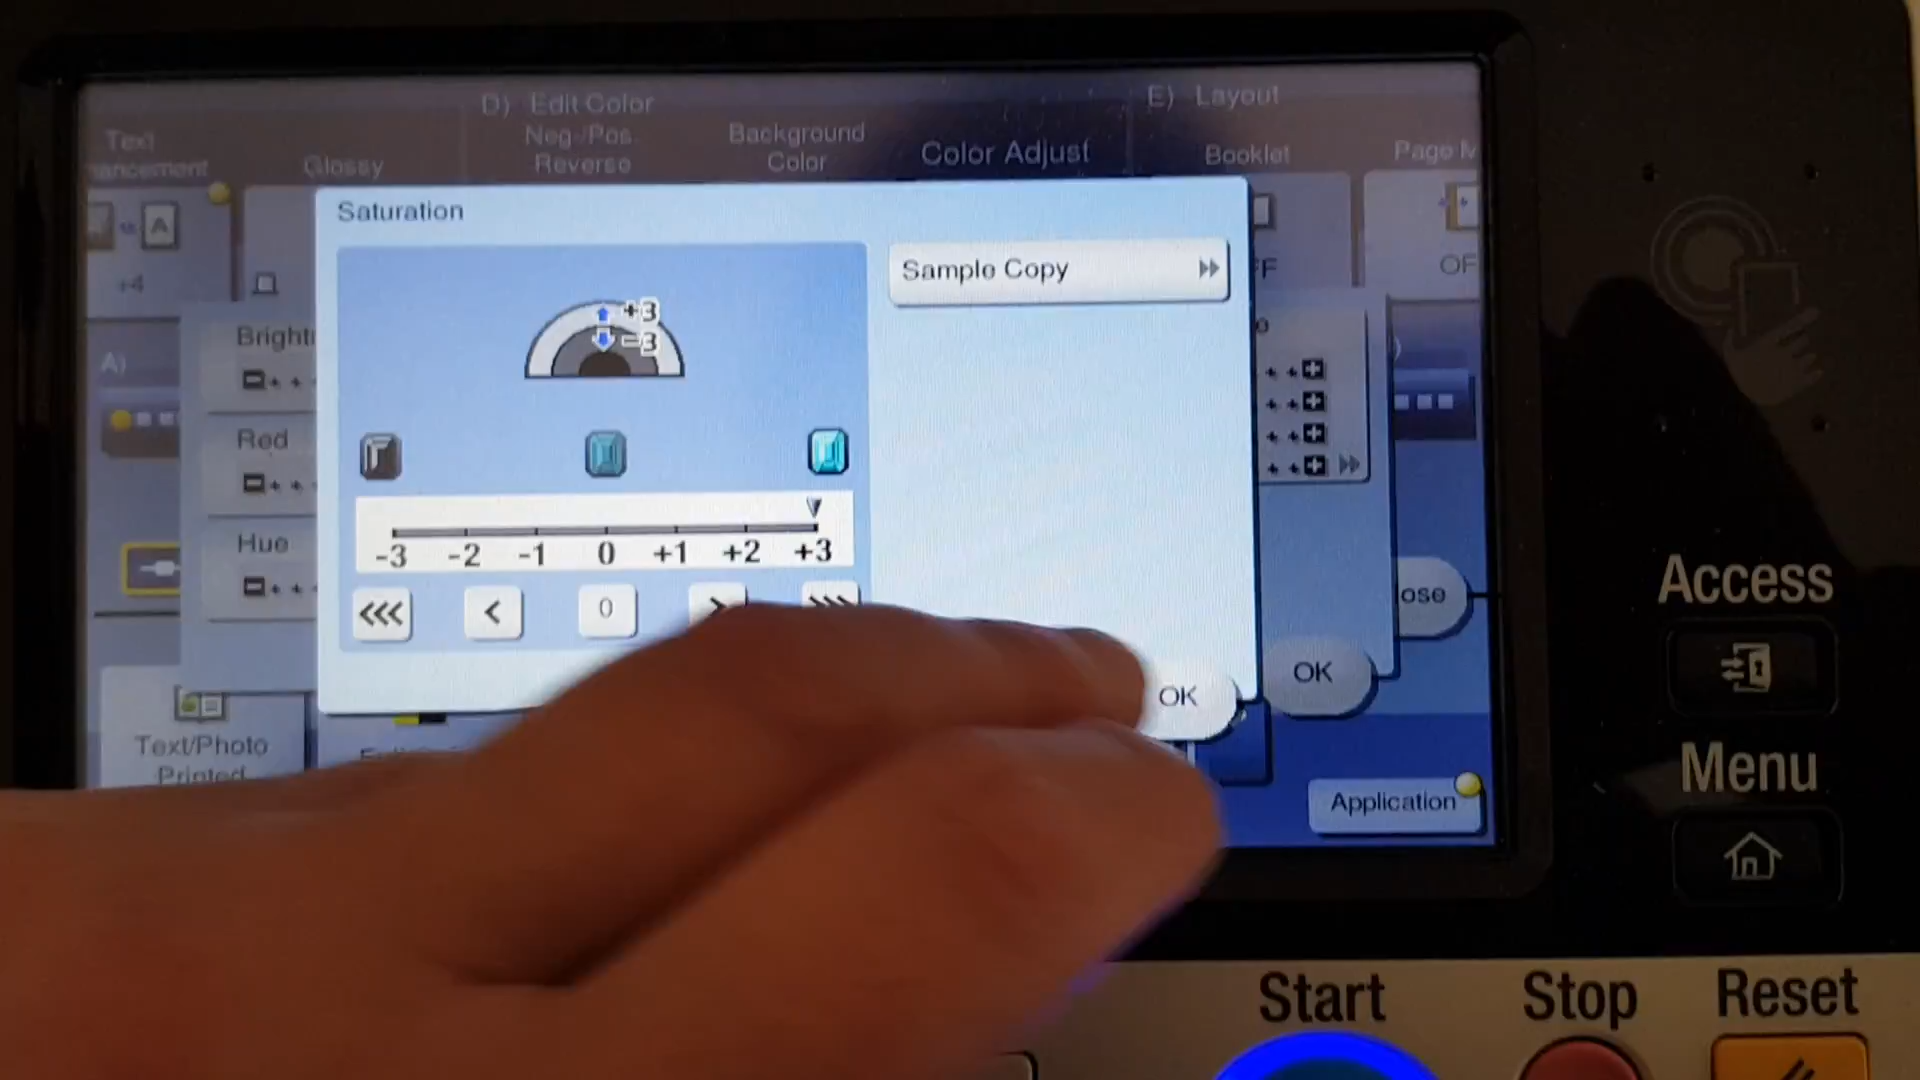 D) Edit Color
E) Layout
Text
Glossy
Neg-/Pos.
Reverse
Background
Color
Color Adjust
Booklet
+4
Saturation
Sample Copy
+3
-3
A)
Red
Hue
-3 -2 -1 0 +1 +2 +3
0
OK
OK
Text/Photo
Printed
Application
Access
Menu
Start
Stop
Reset